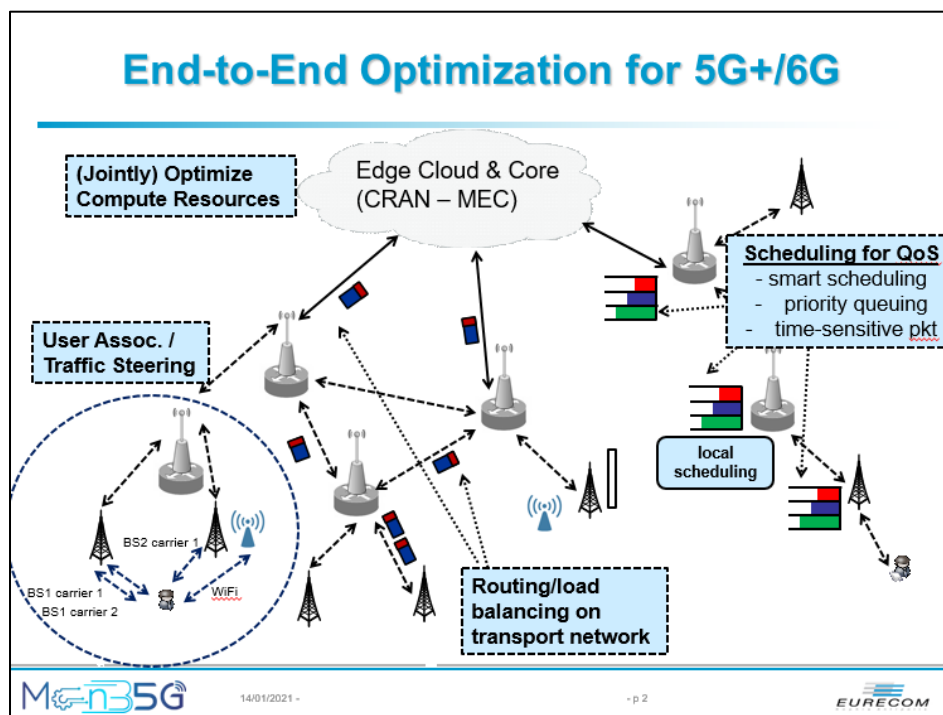 End-to-End Optimization for 5G+/6G
(Jointly) Optimize
Compute Resources
Edge Cloud & Core
(CRAN – MEC)
Scheduling for QoS
- smart scheduling
- priority queuing
- time-sensitive pkt
User Assoc. /
Traffic Steering
local
scheduling
BS2 carrier 1
BS1 carrier 1
BS1 carrier 2
WiFi
Routing/load
balancing on
transport network
MonB5G
14/01/2021 -
- p 2
EURECOM